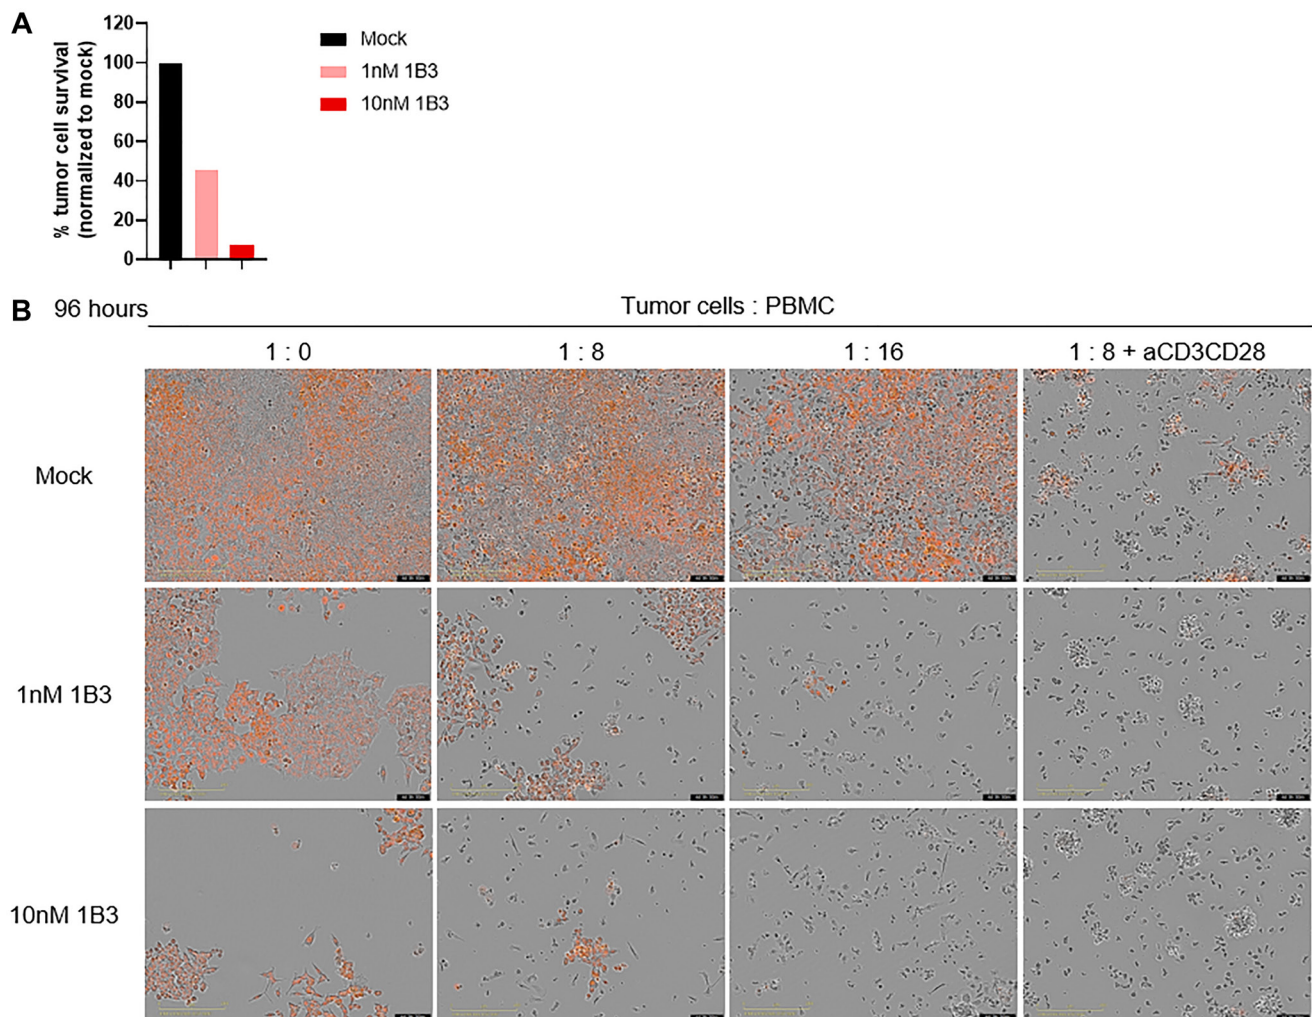 A
120
100
80
60
40
20
0
% tumor cell survival
(normalized to mock)
Mock
1nM 1B3
10nM 1B3
B
96 hours
Tumor cells : PBMC
1 : 0
1 : 8
1 : 16
1 : 8 + aCD3CD28
Mock
1nM 1B3
10nM 1B3